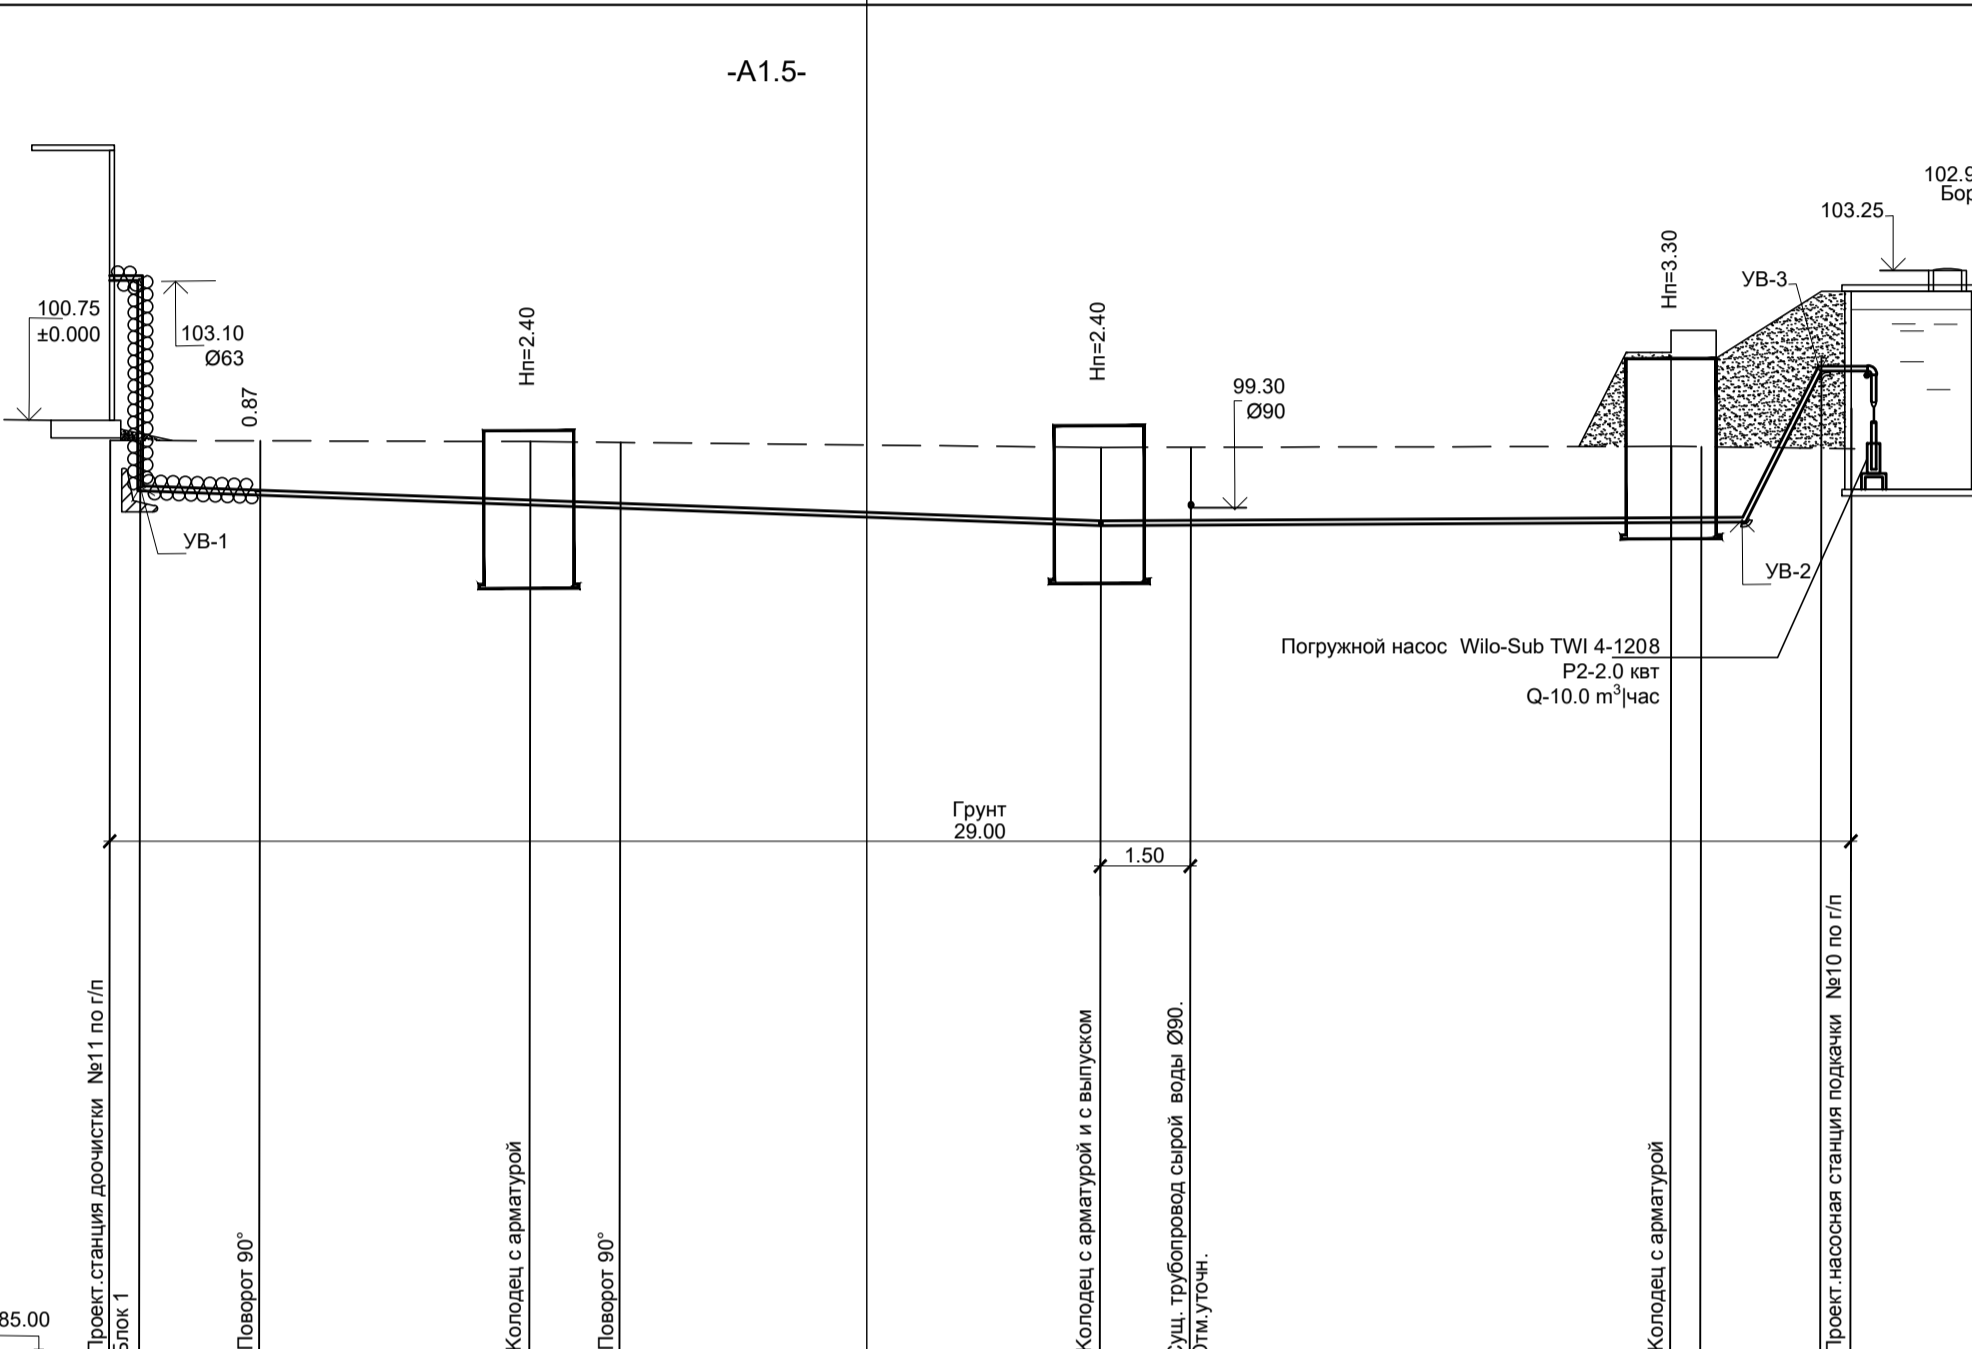 -А1.5-
102.9
Бор
103.25
УВ-3
Нп=3.30
100.75
±0.000
103.10
Ø63
0.87
Нп=2.40
Нп=2.40
99.30
Ø90
УВ-1
УВ-2
Погружной насос Wilo-Sub TWI 4-1208
P2-2.0 квт
Q-10.0 m³|час
Грунт
29.00
1.50
Проект.станция доочистки №11 по г/п
Блок 1
Поворот 90°
Колодец с арматурой
Поворот 90°
Колодец с арматурой и с выпуском
Сущ. трубопровод сырой воды Ø90.
Отм.уточн.
Колодец с арматурой
Проект.насосная станция подкачки №10 по г/п
85.00